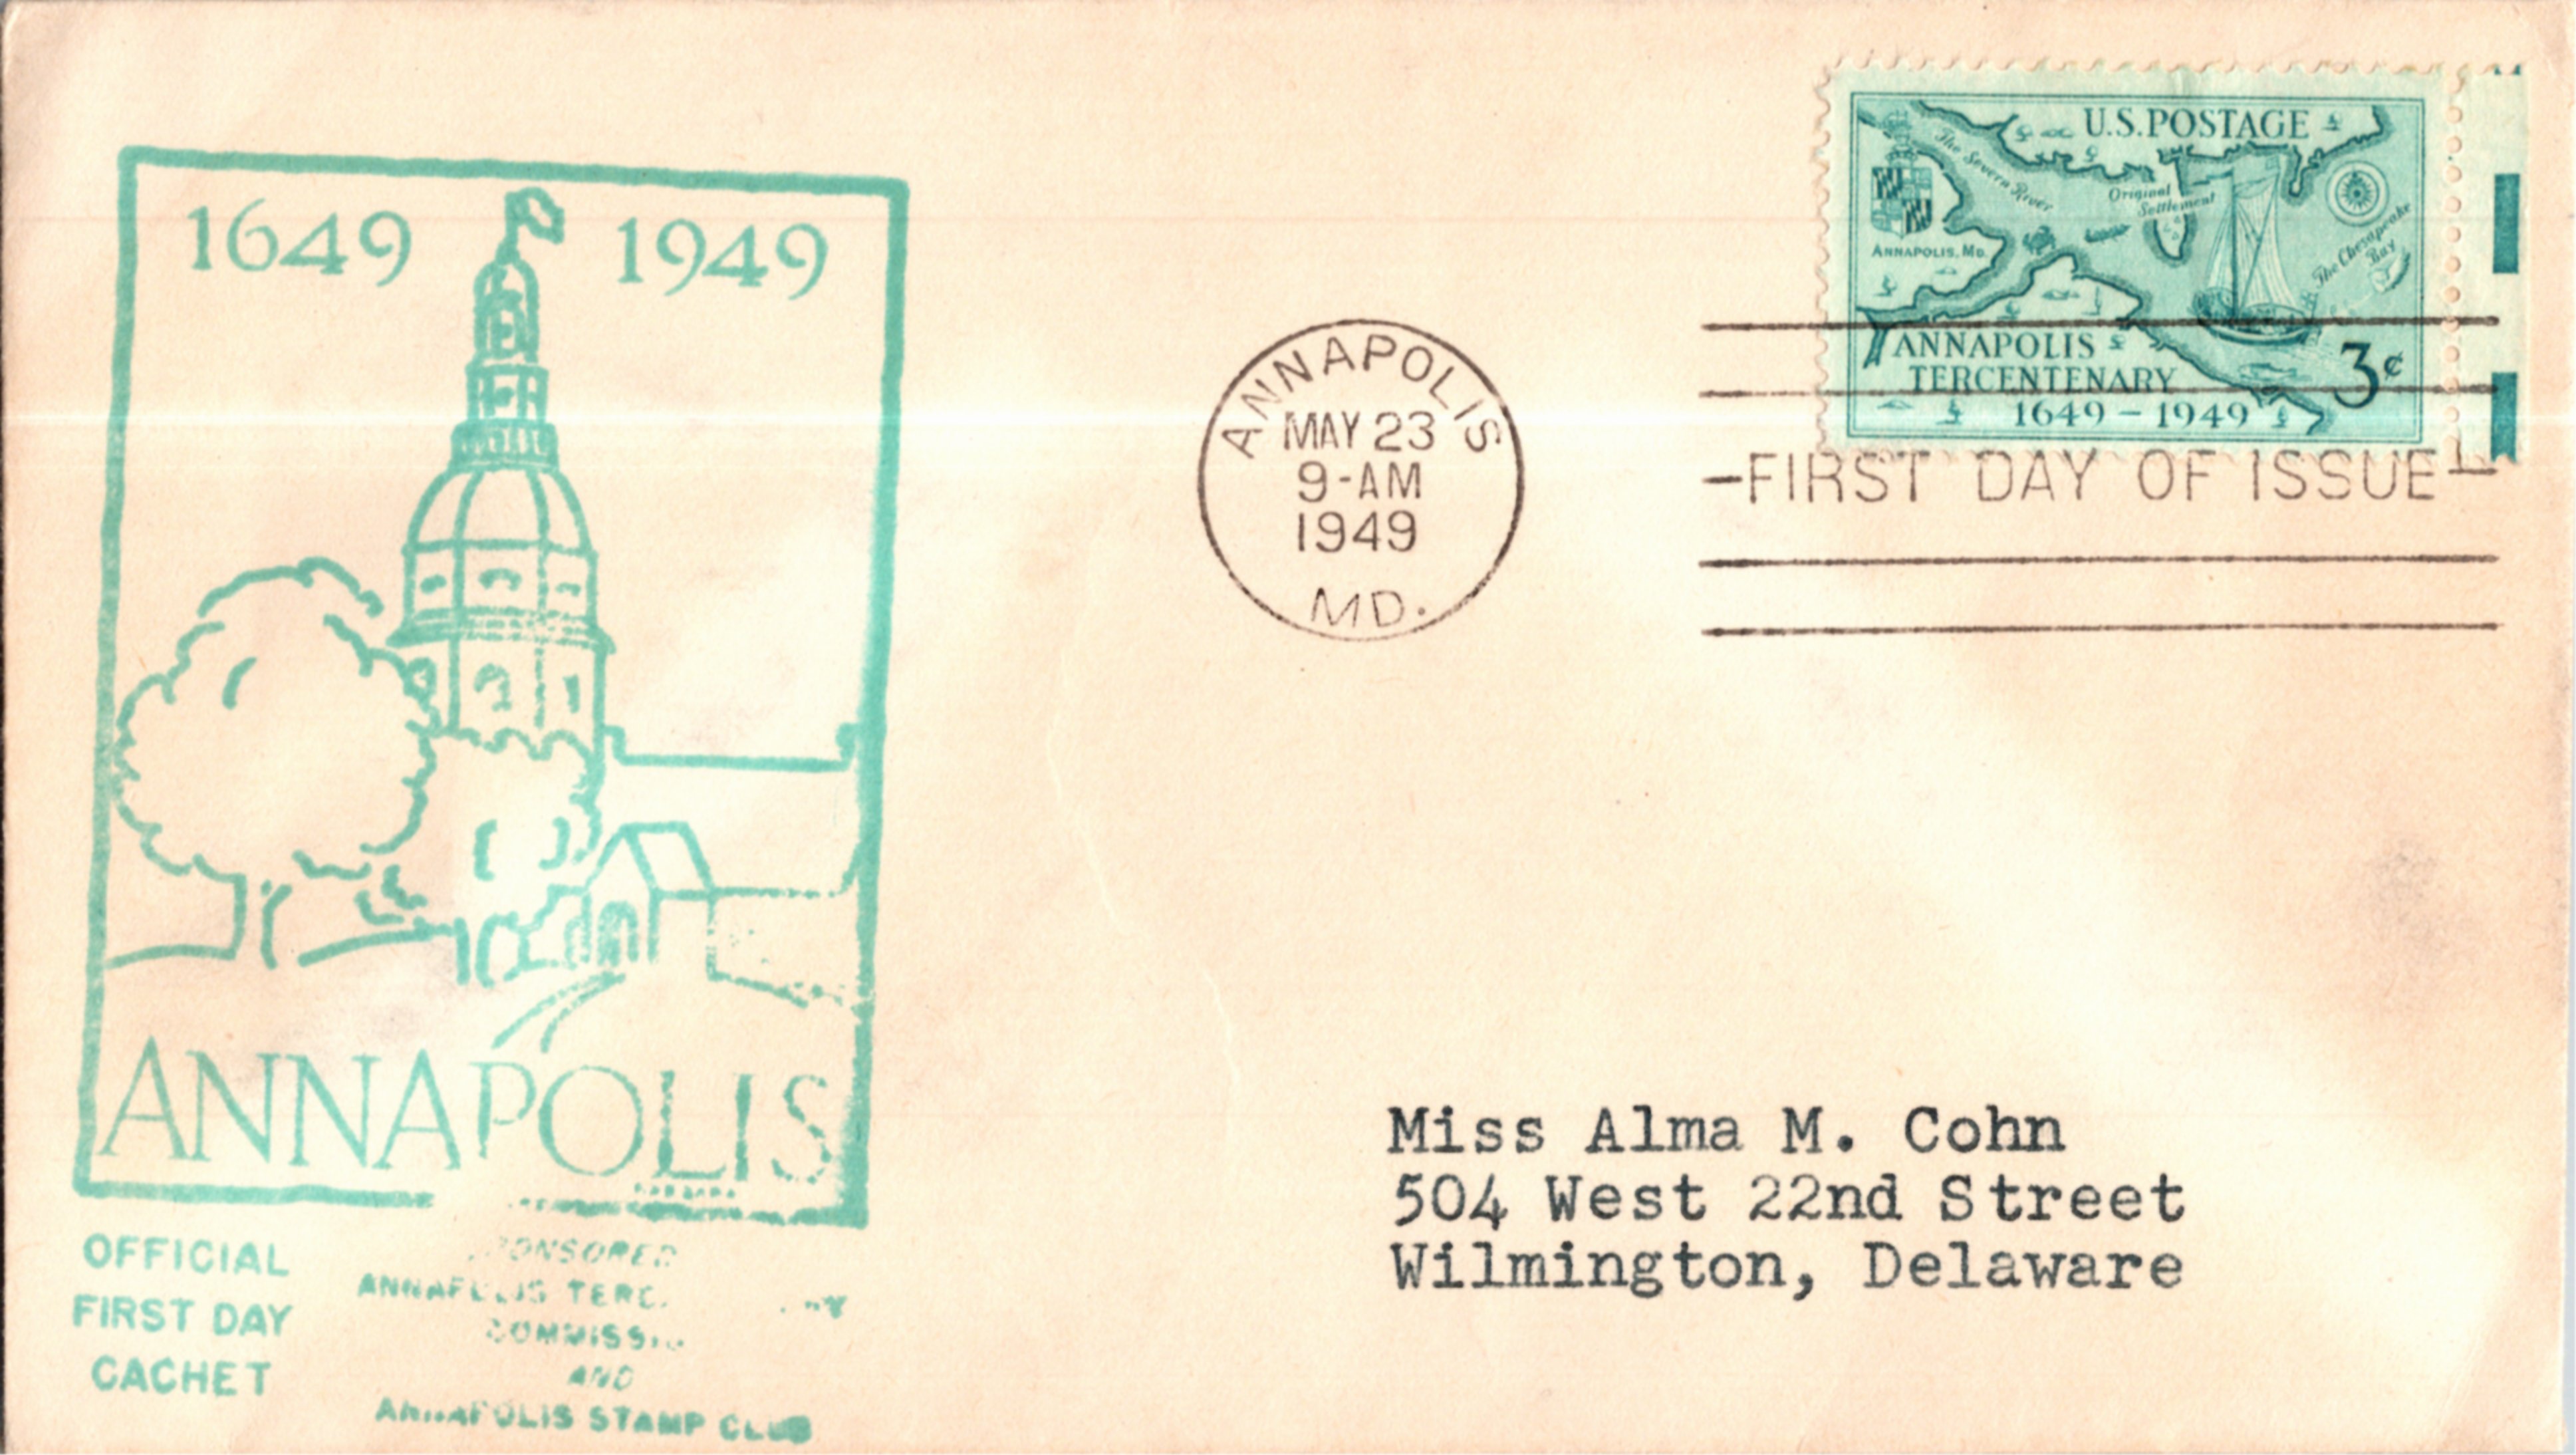 1649 1949
ANNAPOLIS
OFFICIAL
FIRST DAY
CACHET
AND
ANNAPOLIS STAMP CLUB
ANNAPOLIS
MAY 23
9-AM
1949
MD.
U.S.POSTAGE
The Severn River
Original
Settlement
The Chesapeake
Bay
ANNAPOLIS, Md.
ANNAPOLIS
TERCENTENARY
1649 - 1949
3¢
-FIRST DAY OF ISSUE-
Miss Alma M. Cohn
504 West 22nd Street
Wilmington, Delaware